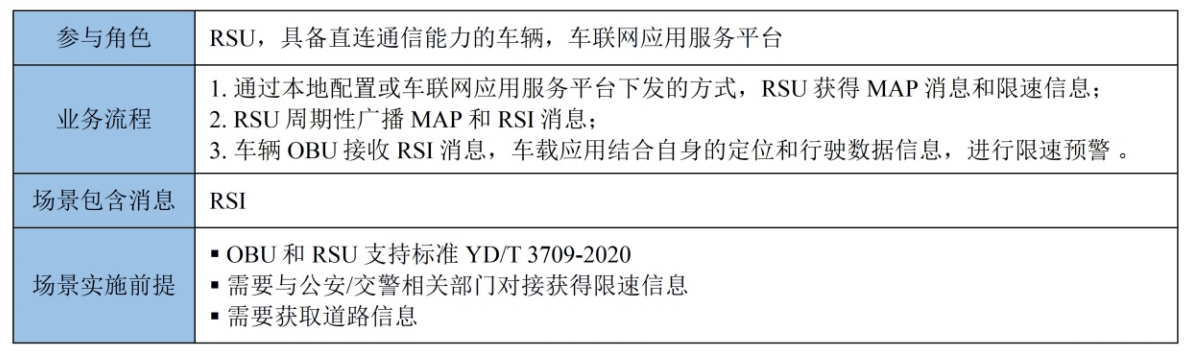 参与角色
RSU，具备直连通信能力的车辆，车联网应用服务平台
业务流程
1. 通过本地配置或车联网应用服务平台下发的方式，RSU 获得 MAP 消息和限速信息；
2. RSU 周期性广播 MAP 和 RSI 消息；
3. 车辆 OBU 接收 RSI 消息，车载应用结合自身的定位和行驶数据信息，进行限速预警 。
场景包含消息
RSI
场景实施前提
▪ OBU 和 RSU 支持标准 YD/T 3709-2020
▪ 需要与公安/交警相关部门对接获得限速信息
▪ 需要获取道路信息